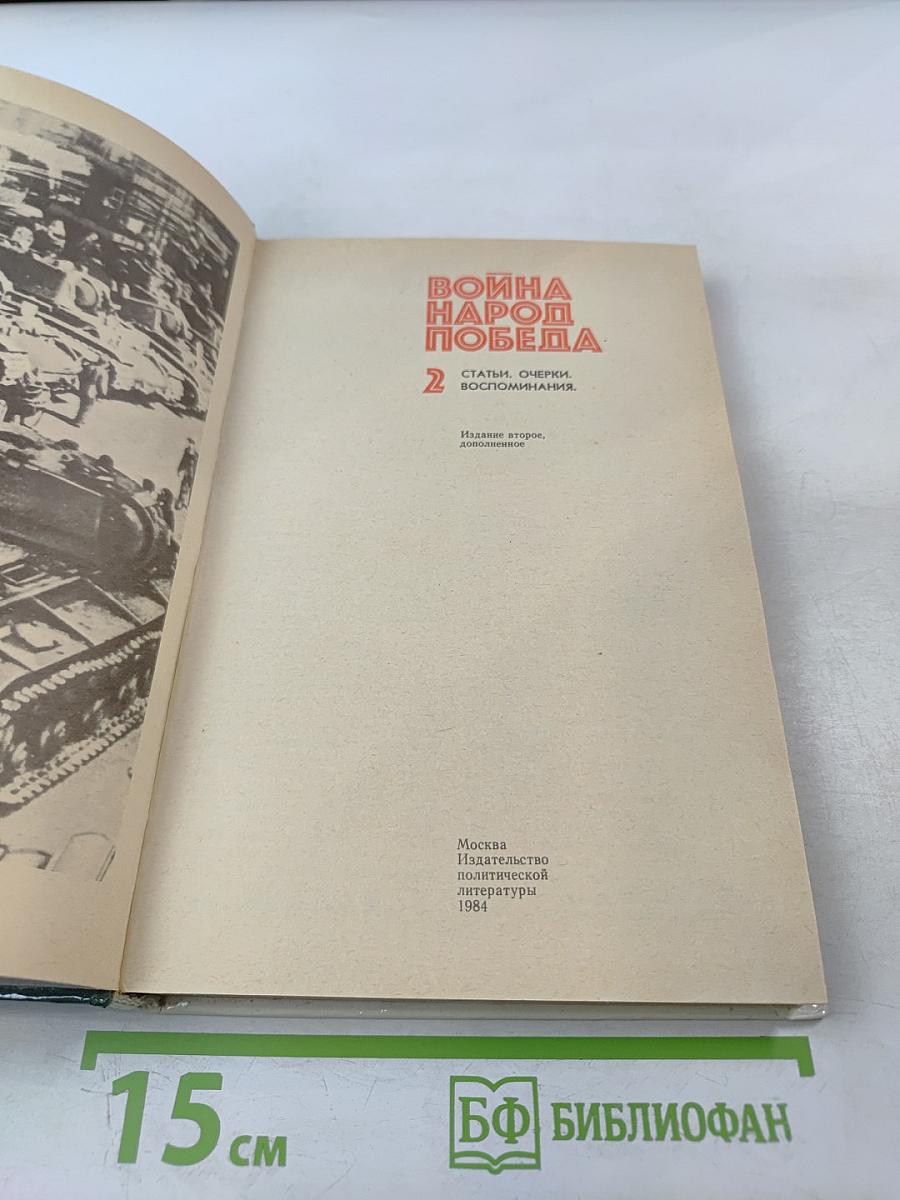 ВОЙНА
НАРОД
ПОБЕДА
2 СТАТЬИ. ОЧЕРКИ.
ВОСПОМИНАНИЯ.
Издание второе,
дополненное
Москва
Издательство
политической
литературы
1984
15 см
БФ БИБЛИОФАН